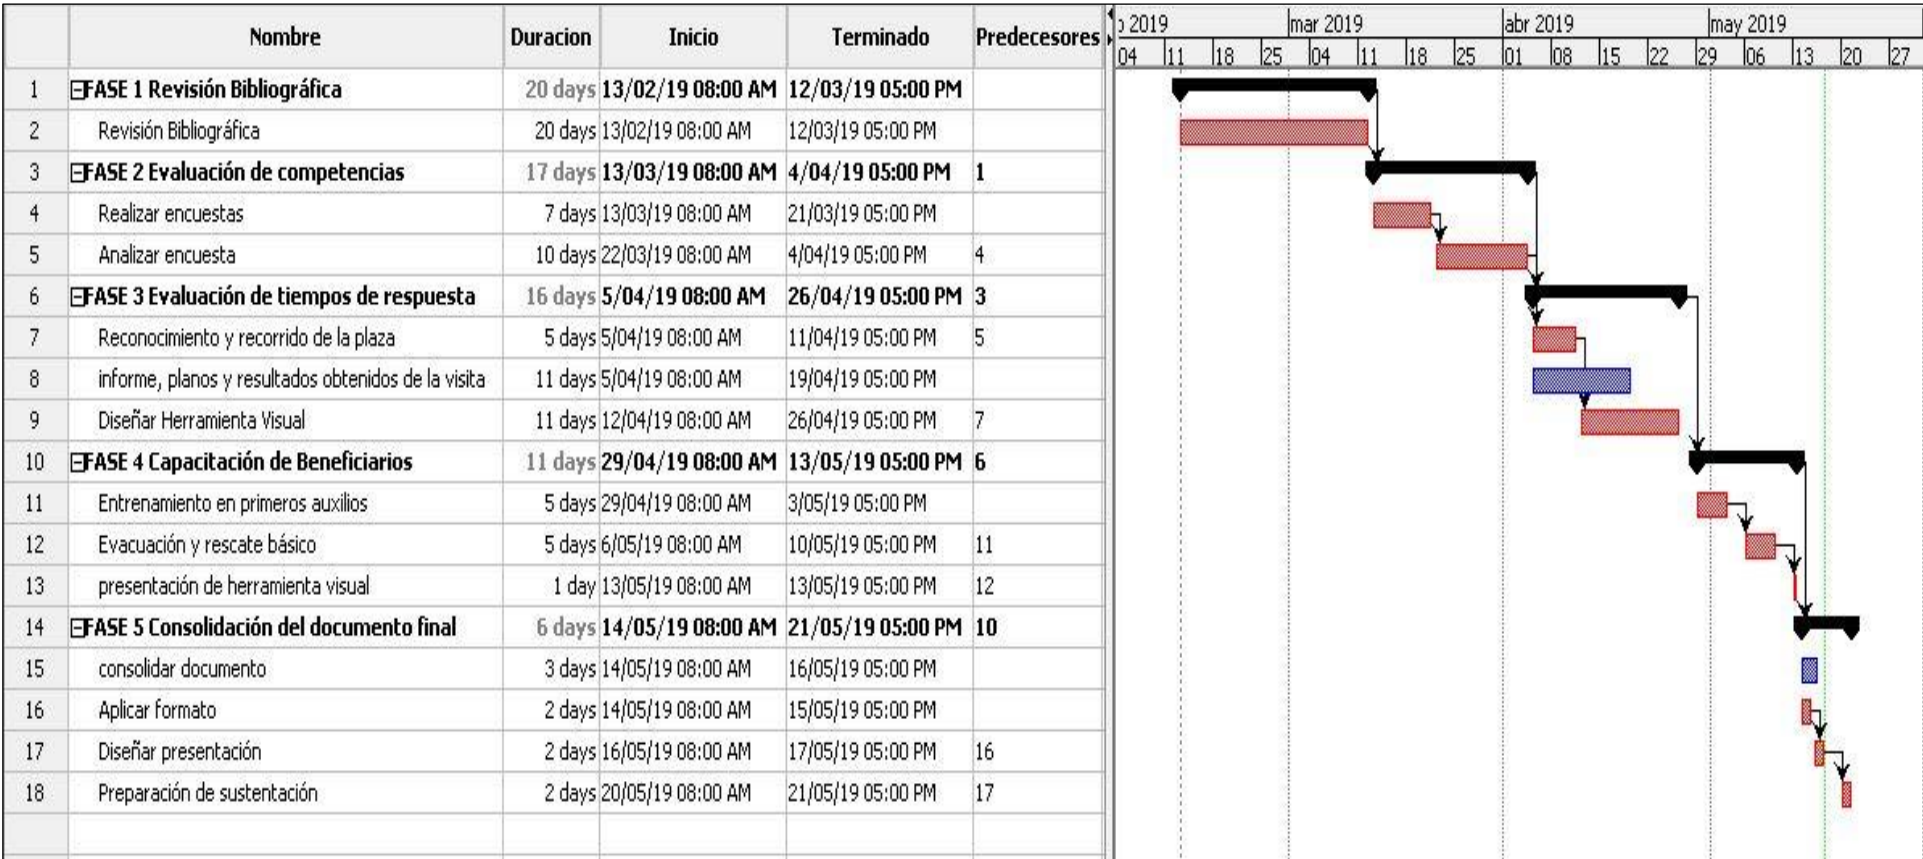 Nombre Duracion Inicio Terminado Predecesores
2019 mar 2019 abr 2019 may 2019
04 11 18 25 04 11 18 25 01 08 15 22 29 06 13 20 27
1 FASE 1 Revisión Bibliográfica 20 days 13/02/19 08:00 AM 12/03/19 05:00 PM
2 Revisión Bibliográfica 20 days 13/02/19 08:00 AM 12/03/19 05:00 PM
3 FASE 2 Evaluación de competencias 17 days 13/03/19 08:00 AM 4/04/19 05:00 PM 1
4 Realizar encuestas 7 days 13/03/19 08:00 AM 21/03/19 05:00 PM
5 Analizar encuesta 10 days 22/03/19 08:00 AM 4/04/19 05:00 PM 4
6 FASE 3 Evaluación de tiempos de respuesta 16 days 5/04/19 08:00 AM 26/04/19 05:00 PM 3
7 Reconocimiento y recorrido de la plaza 5 days 5/04/19 08:00 AM 11/04/19 05:00 PM 5
8 informe, planos y resultados obtenidos de la visita 11 days 5/04/19 08:00 AM 19/04/19 05:00 PM
9 Diseñar Herramienta Visual 11 days 12/04/19 08:00 AM 26/04/19 05:00 PM 7
10 FASE 4 Capacitación de Beneficiarios 11 days 29/04/19 08:00 AM 13/05/19 05:00 PM 6
11 Entrenamiento en primeros auxilios 5 days 29/04/19 08:00 AM 3/05/19 05:00 PM
12 Evacuación y rescate básico 5 days 6/05/19 08:00 AM 10/05/19 05:00 PM 11
13 presentación de herramienta visual 1 day 13/05/19 08:00 AM 13/05/19 05:00 PM 12
14 FASE 5 Consolidación del documento final 6 days 14/05/19 08:00 AM 21/05/19 05:00 PM 10
15 consolidar documento 3 days 14/05/19 08:00 AM 16/05/19 05:00 PM
16 Aplicar formato 2 days 14/05/19 08:00 AM 15/05/19 05:00 PM
17 Diseñar presentación 2 days 16/05/19 08:00 AM 17/05/19 05:00 PM 16
18 Preparación de sustentación 2 days 20/05/19 08:00 AM 21/05/19 05:00 PM 17